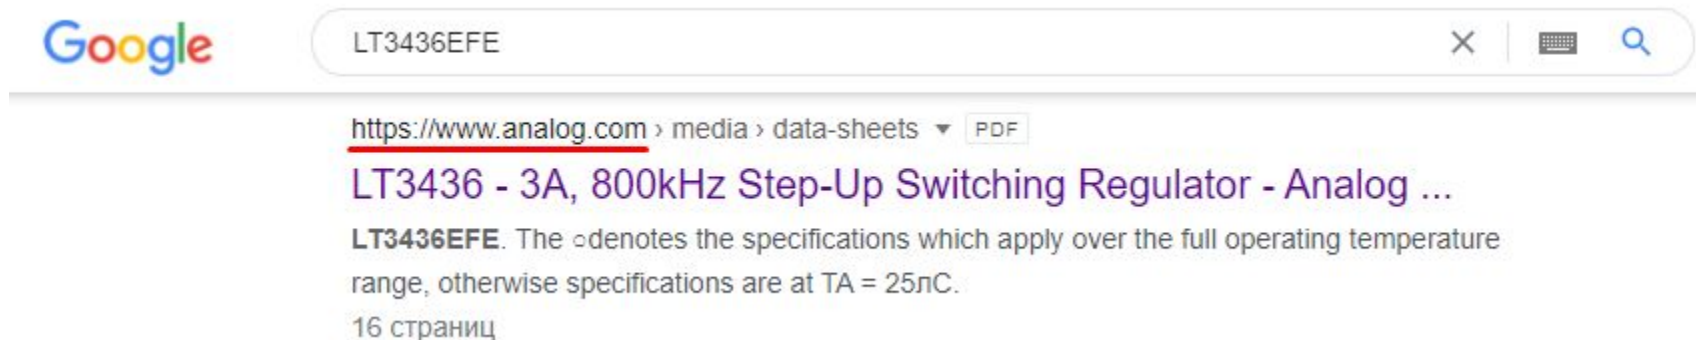 Google LT3436EFE
https://www.analog.com › media › data-sheets PDF
LT3436 - 3A, 800kHz Step-Up Switching Regulator - Analog ...
LT3436EFE. The ○denotes the specifications which apply over the full operating temperature
range, otherwise specifications are at TA = 25лC.
16 страниц